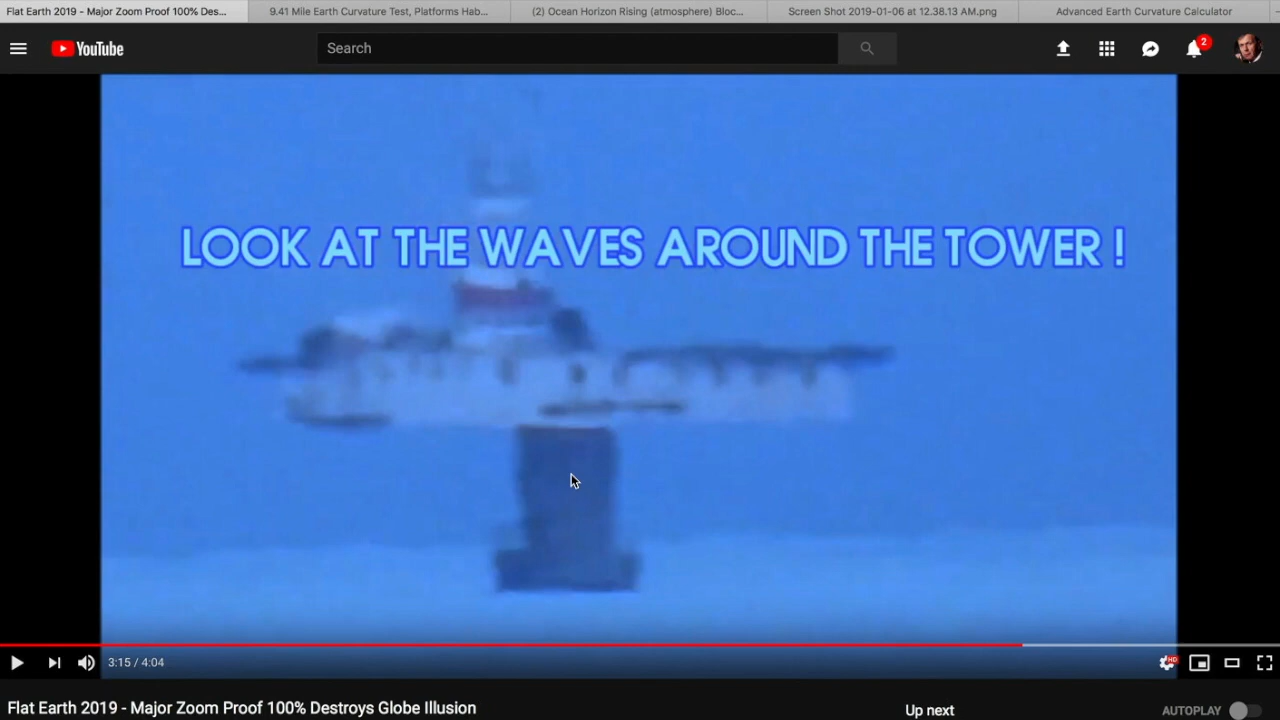 Flat Earth 2019 - Major Zoom Proof 100% Des...
9.41 Mile Earth Curvature Test, Platforms Hab...
(2) Ocean Horizon Rising (atmosphere) Bloc...
Screen Shot 2019-01-06 at 12.38.13 AM.png
Advanced Earth Curvature Calculator
YouTube
Search
2
LOOK AT THE WAVES AROUND THE TOWER !
3:15 / 4:04
HD
Flat Earth 2019 - Major Zoom Proof 100% Destroys Globe Illusion
Up next
AUTOPLAY